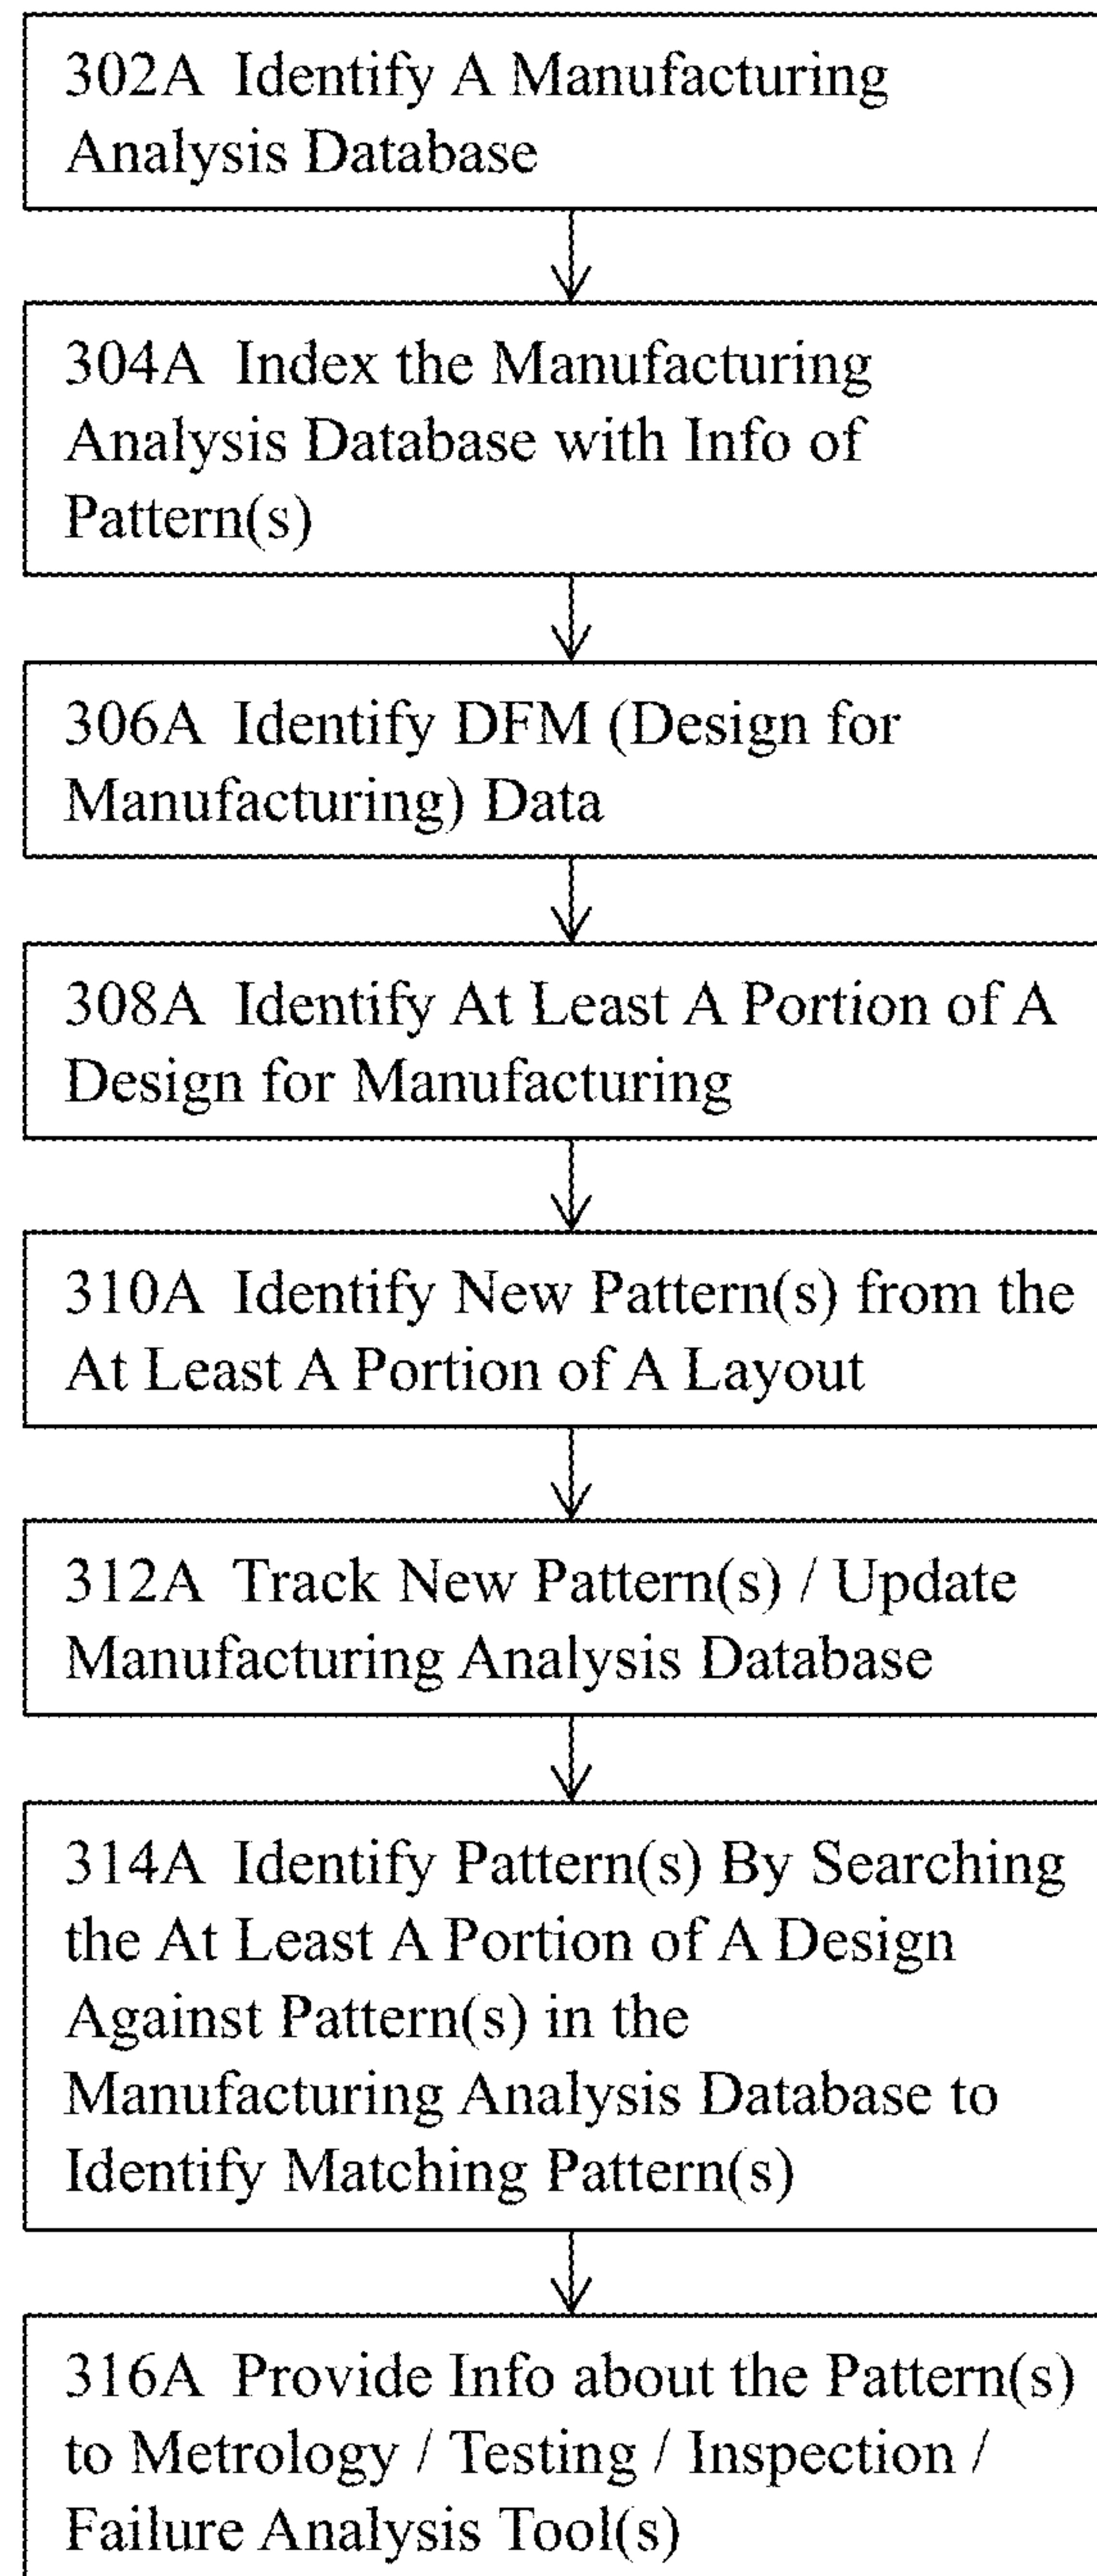 302A Identify A Manufacturing
Analysis Database
304A Index the Manufacturing
Analysis Database with Info of
Pattern(s)
306A Identify DFM (Design for
Manufacturing) Data
308A Identify At Least A Portion of A
Design for Manufacturing
310A Identify New Pattern(s) from the
At Least A Portion of A Layout
312A Track New Pattern(s) / Update
Manufacturing Analysis Database
314A Identify Pattern(s) By Searching
the At Least A Portion of A Design
Against Pattern(s) in the
Manufacturing Analysis Database to
Identify Matching Pattern(s)
316A Provide Info about the Pattern(s)
to Metrology / Testing / Inspection /
Failure Analysis Tool(s)